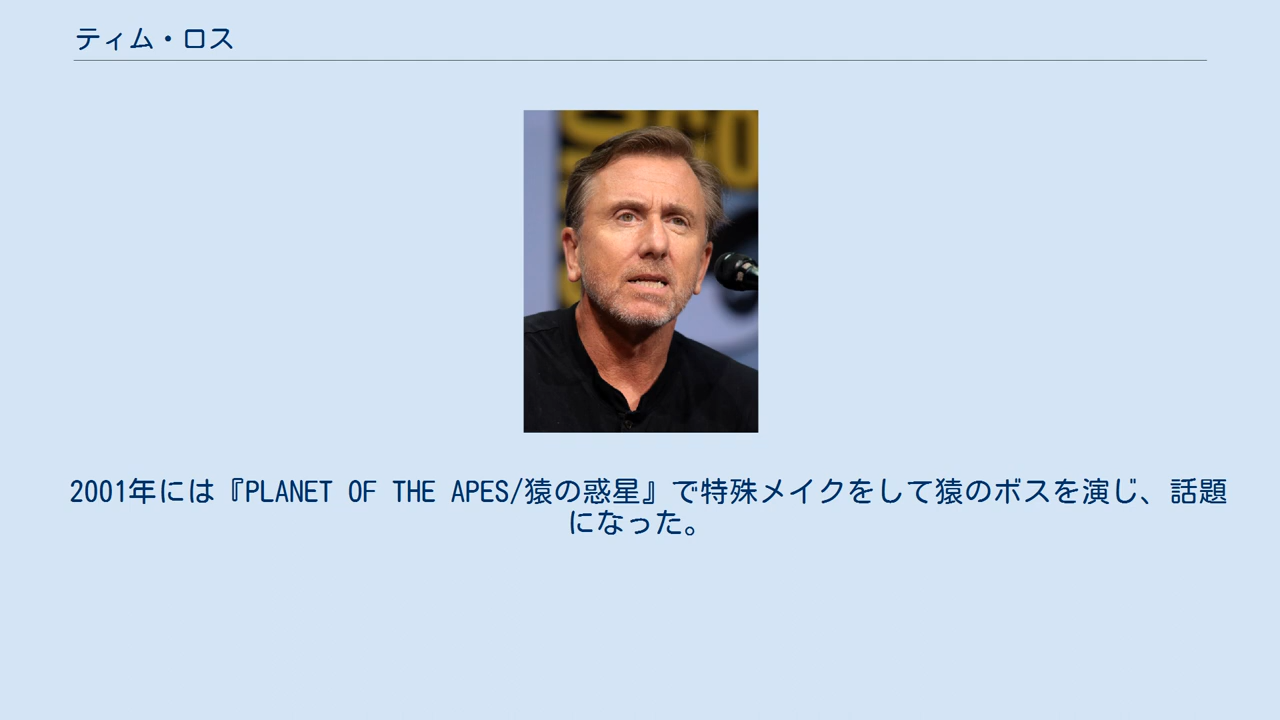 ティム・ロス
2001年には『PLANET OF THE APES/猿の惑星』で特殊メイクをして猿のボスを演じ、話題
になった。